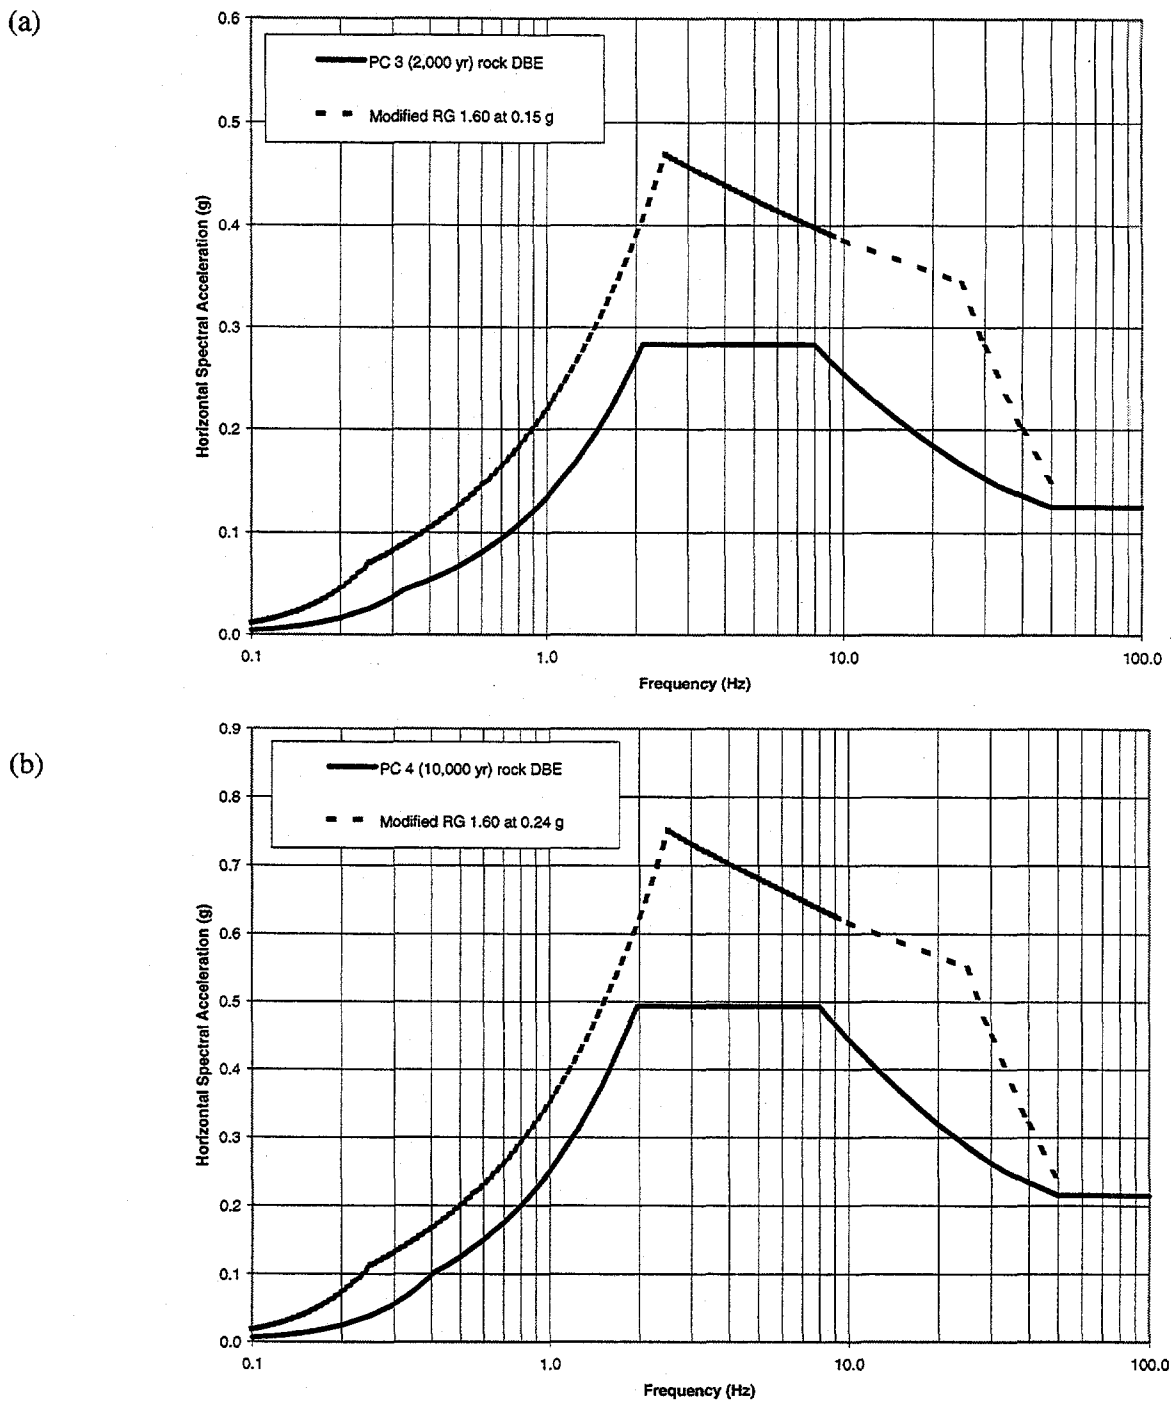 (a)
0.6
PC 3 (2,000 yr) rock DBE
Modified RG 1.60 at 0.15 g
0.5
0.4
0.3
0.2
0.1
0.0
Horizontal Spectral Acceleration (g)
0.1 1.0 10.0 100.0
Frequency (Hz)
(b)
0.9
PC 4 (10,000 yr) rock DBE
Modified RG 1.60 at 0.24 g
0.8
0.7
0.6
0.5
0.4
0.3
0.2
0.1
0.0
Horizontal Spectral Acceleration (g)
0.1 1.0 10.0 100.0
Frequency (Hz)